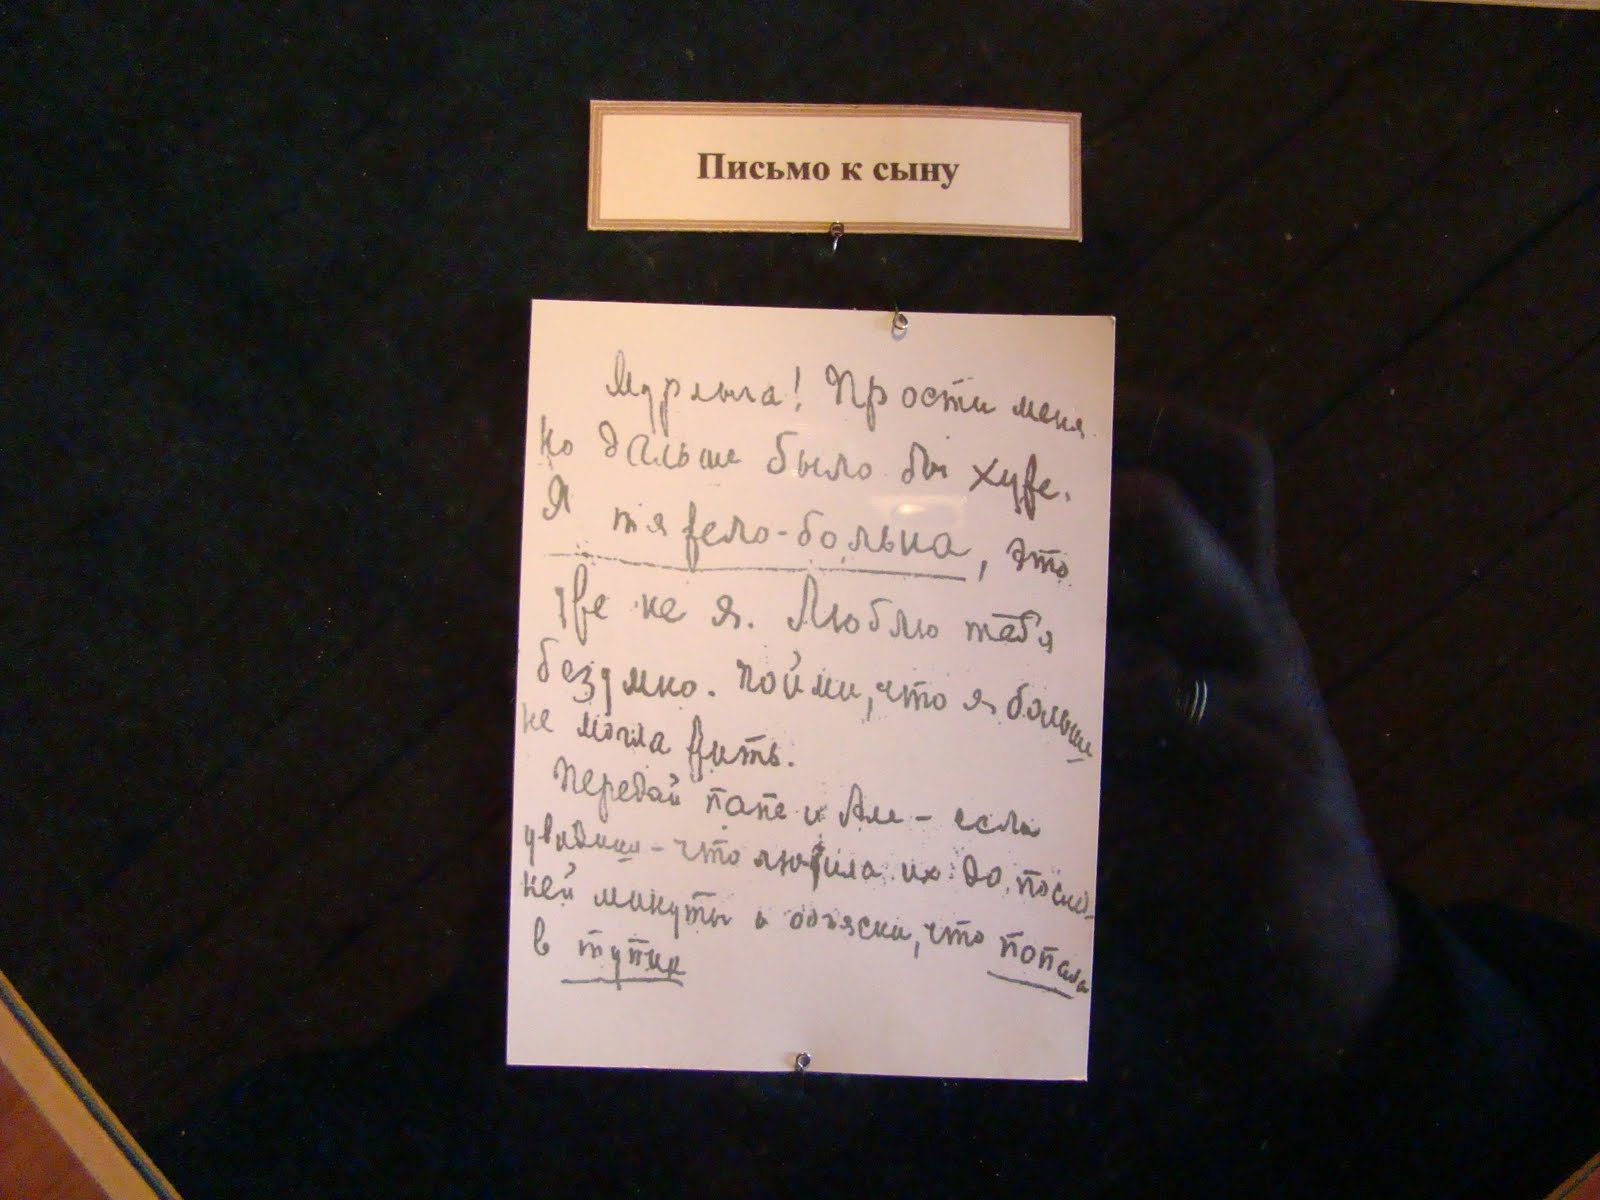 Письмо к сыну
Мурлыга! Прости меня
но дальше было бы хуже.
Я тяжело-больна, это
уже не я. Люблю тебя
безумно. Пойми, что я больше
не могла жить.
Передай папе и Але - если
увидишь - что любила их до послед-
ней минуты и объясни, что попала
в тупик